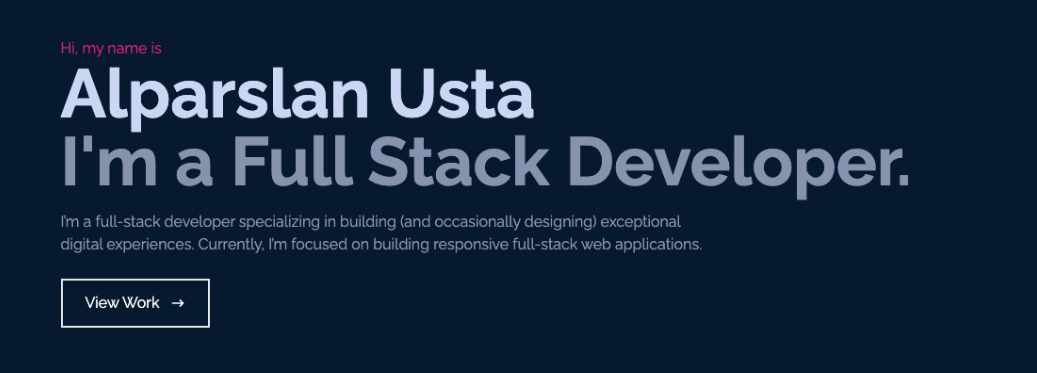 Hi, my name is
Alparslan Usta
I'm a Full Stack Developer.
I'm a full-stack developer specializing in building (and occasionally designing) exceptional
digital experiences. Currently, I'm focused on building responsive full-stack web applications.
View Work →